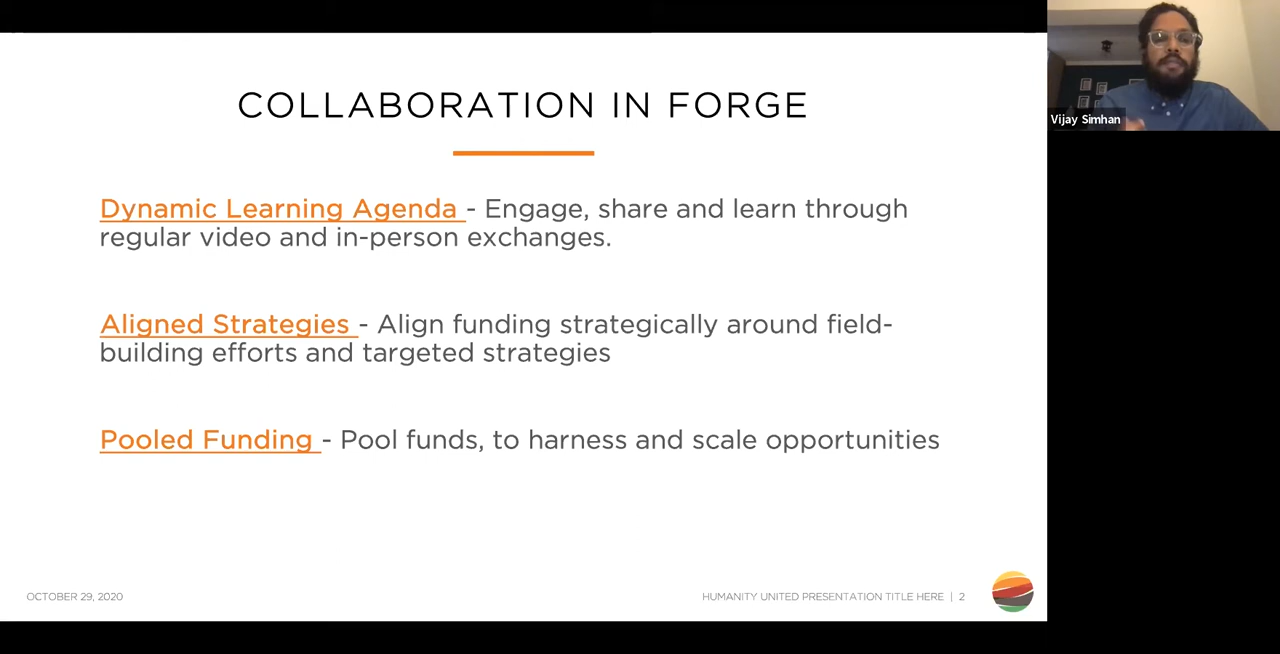 COLLABORATION IN FORGE
Dynamic Learning Agenda - Engage, share and learn through
regular video and in-person exchanges.
Aligned Strategies - Align funding strategically around field-
building efforts and targeted strategies
Pooled Funding - Pool funds, to harness and scale opportunities
OCTOBER 29, 2020
HUMANITY UNITED PRESENTATION TITLE HERE | 2
Vijay Simhan